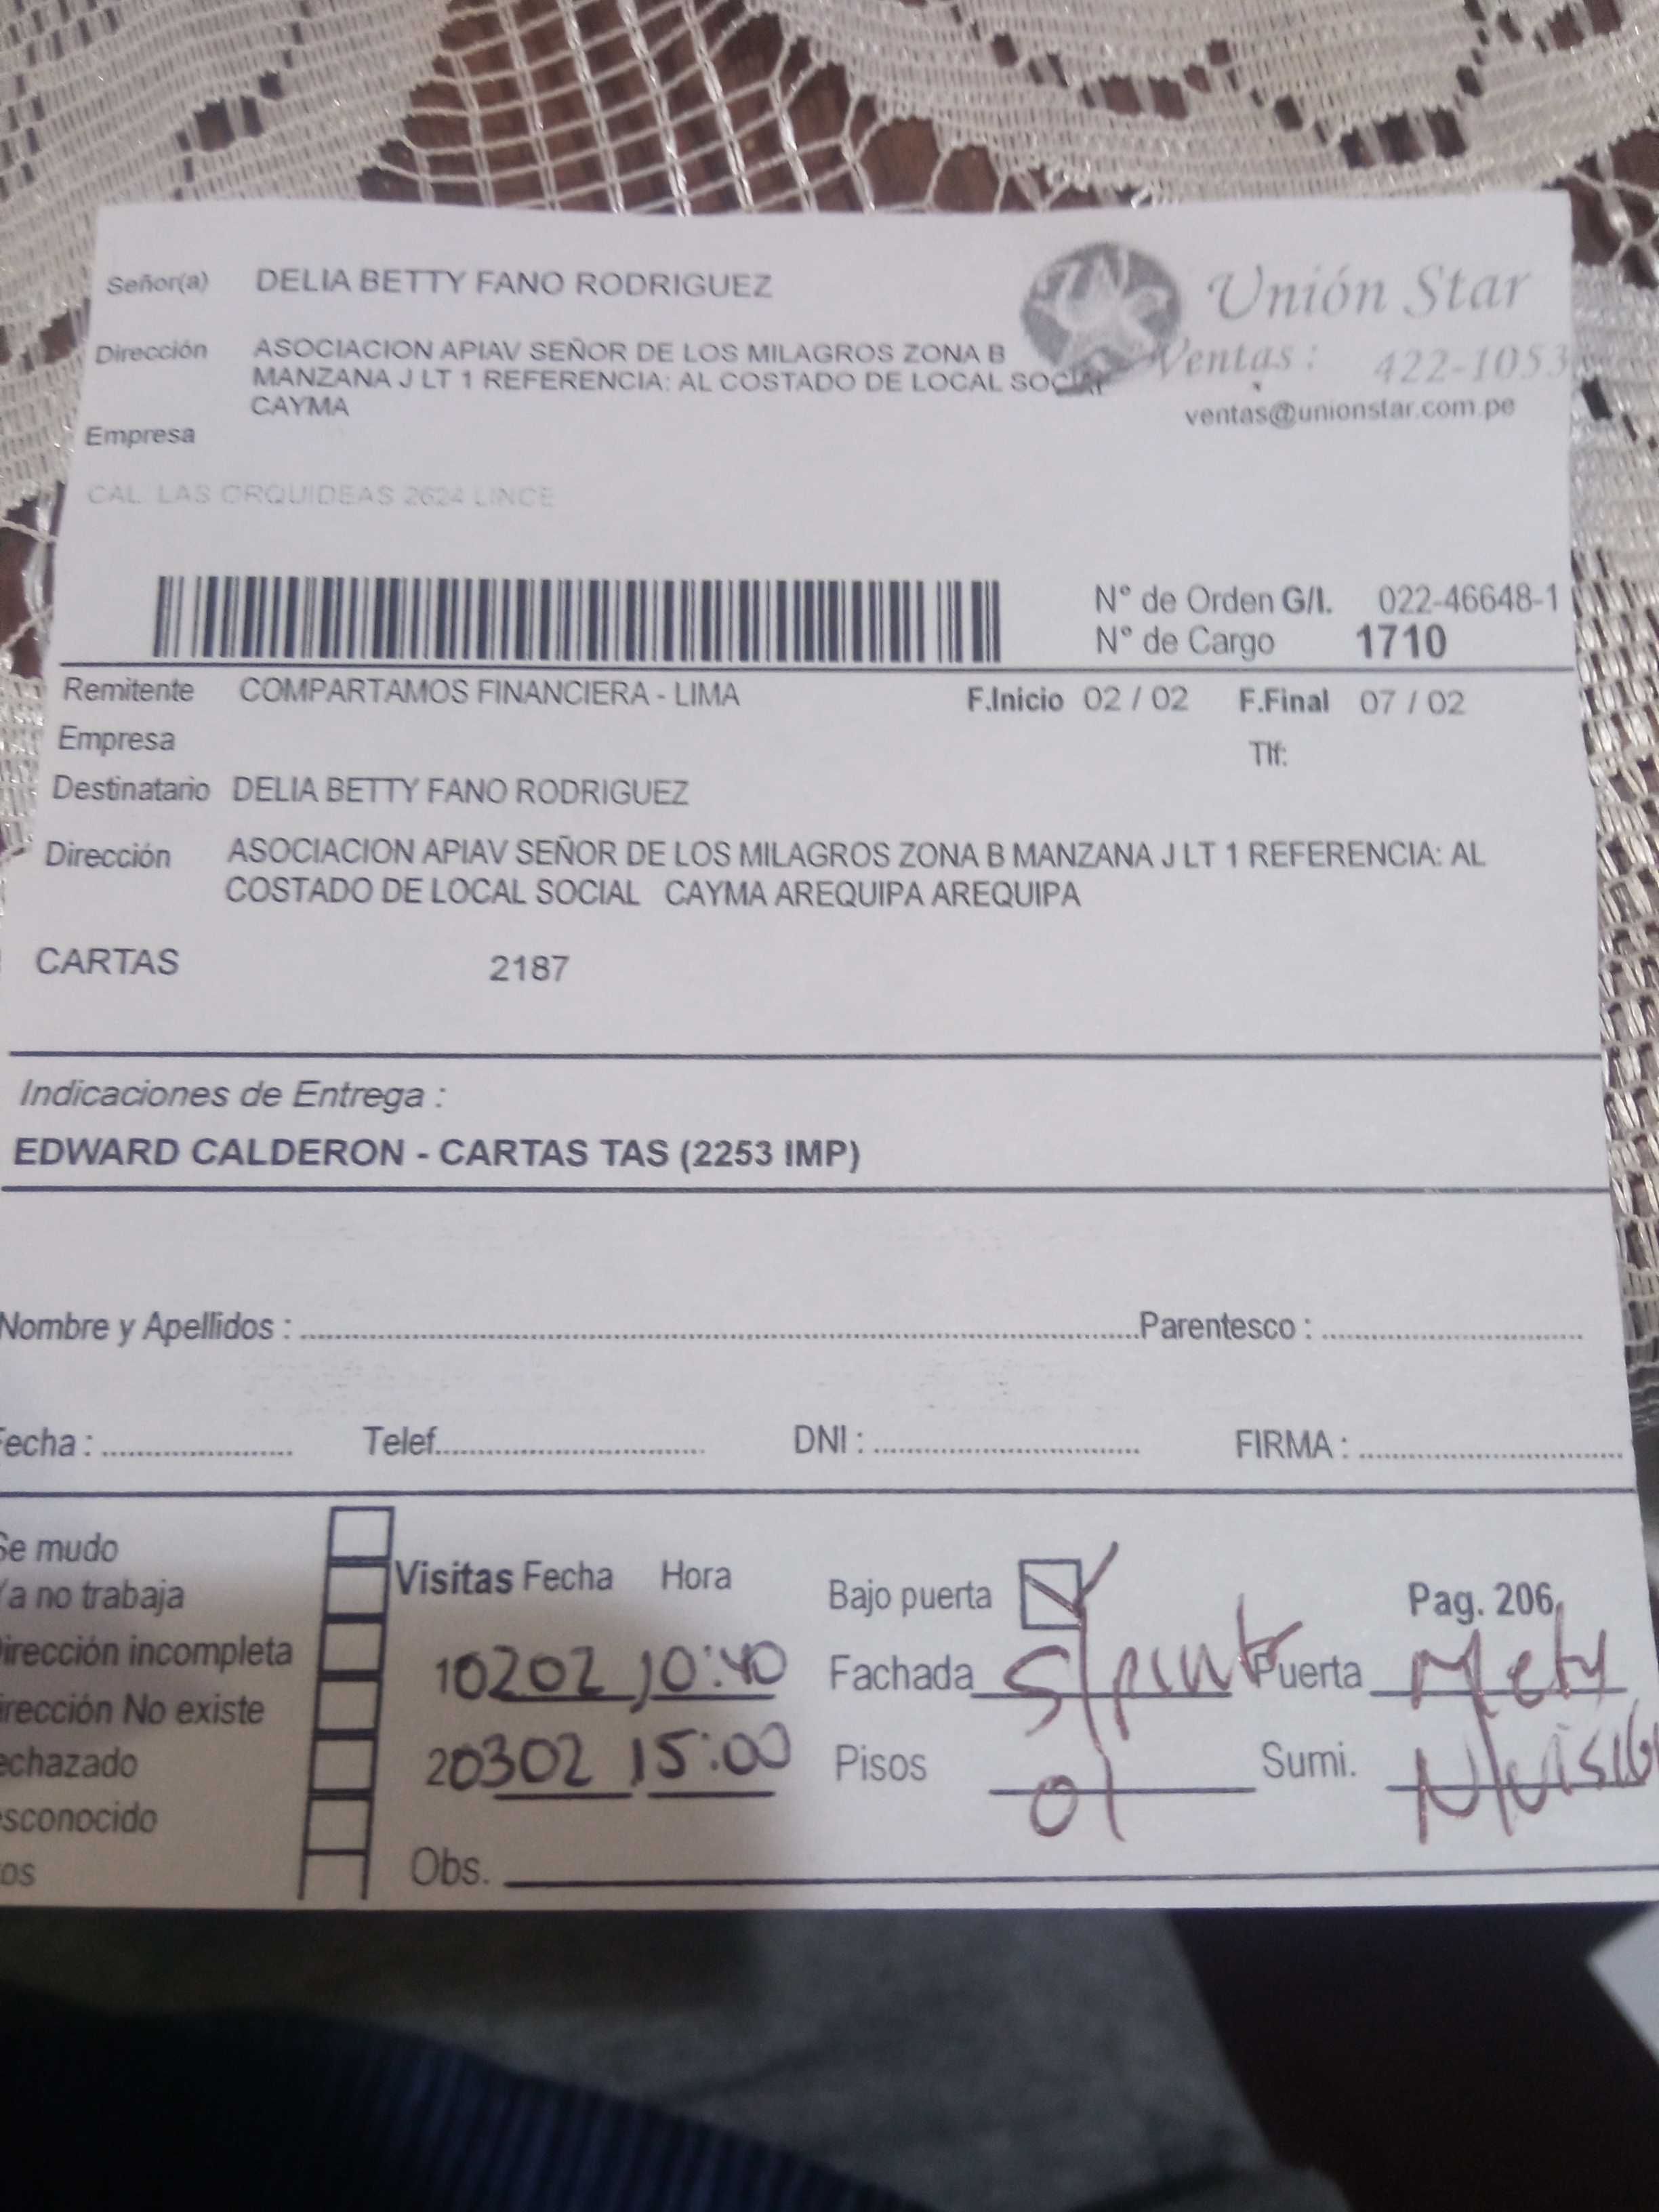 Señor(a) DELIA BETTY FANO RODRIGUEZ
Unión Star
Dirección ASOCIACION APIAV SEÑOR DE LOS MILAGROS ZONA B
MANZANA J LT 1 REFERENCIA: AL COSTADO DE LOCAL SOCIAL
CAYMA
Ventas: 422-1053
ventas@unionstar.com.pe
Empresa
CAL. LAS ORQUIDEAS 2624 LINCE
N° de Orden G/I. 022-46648-1
N° de Cargo 1710
Remitente COMPARTAMOS FINANCIERA - LIMA F.Inicio 02 / 02 F.Final 07 / 02
Empresa Tlf:
Destinatario DELIA BETTY FANO RODRIGUEZ
Dirección ASOCIACION APIAV SEÑOR DE LOS MILAGROS ZONA B MANZANA J LT 1 REFERENCIA: AL
COSTADO DE LOCAL SOCIAL CAYMA AREQUIPA AREQUIPA
CARTAS 2187
Indicaciones de Entrega :
EDWARD CALDERON - CARTAS TAS (2253 IMP)
Nombre y Apellidos : Parentesco :
Fecha : Telef. DNI : FIRMA :
Se mudo
Ya no trabaja
Visitas Fecha Hora
Bajo puerta
Pag. 206
Dirección incompleta
10202 10:40 Fachada Puerta
Dirección No existe
20302 15:00 Pisos 01 Sumi.
echazado
esconocido
os
Obs.